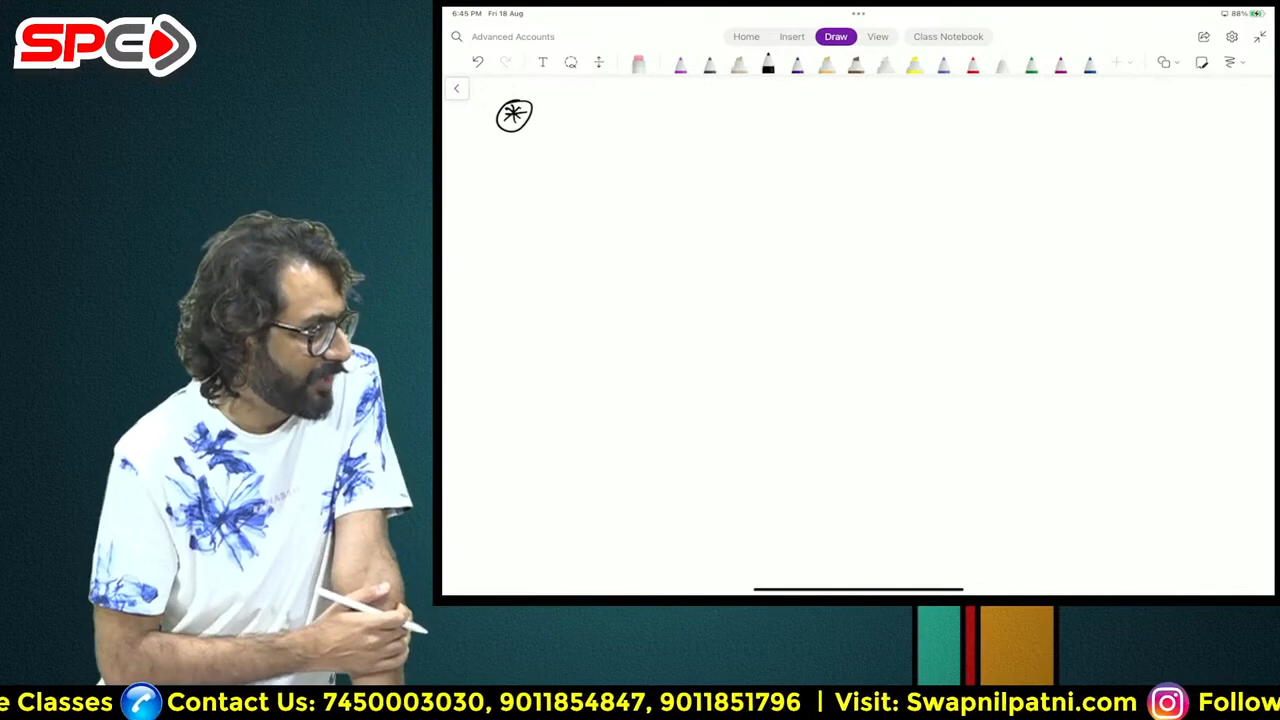 SPE
6:45 PM Fri 18 Aug
88%
Advanced Accounts
Home Insert Draw View Class Notebook
T
e Classes Contact Us: 7450003030, 9011854847, 9011851796 | Visit: Swapnilpatni.com Follow